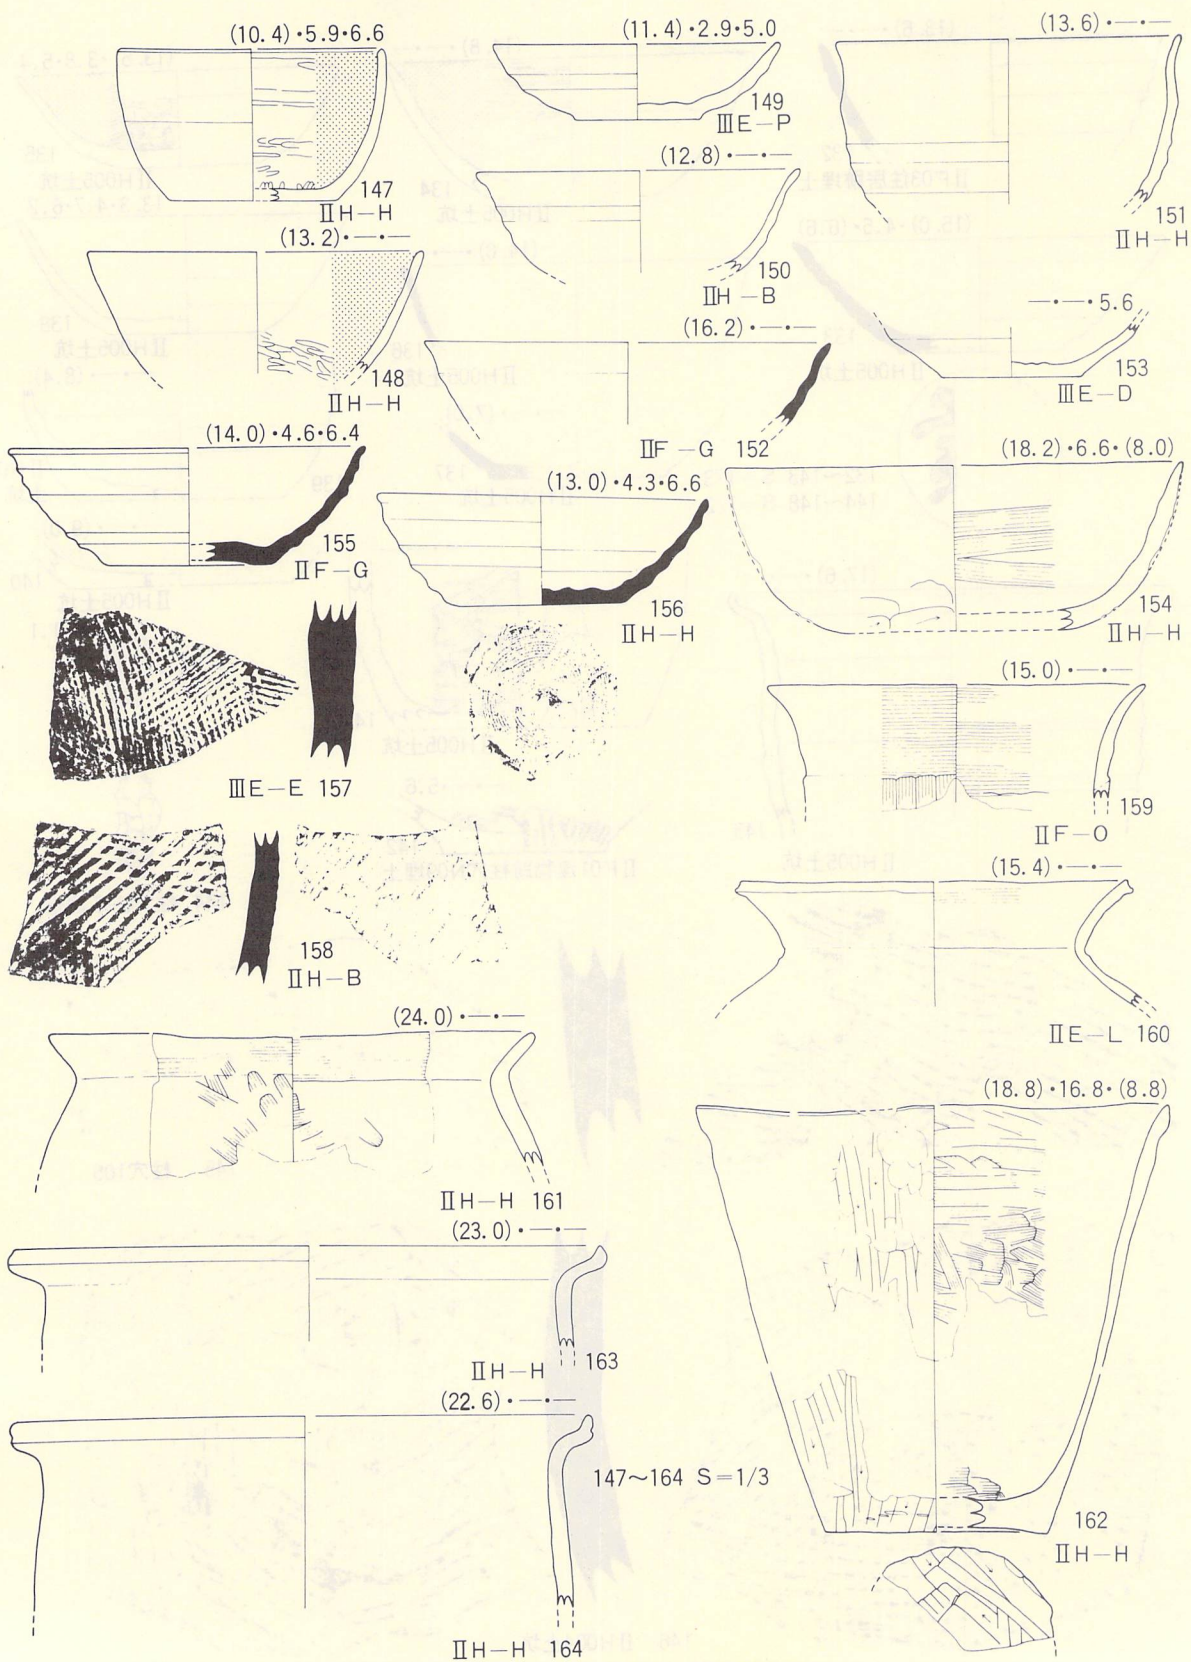 (10.4)・5.9・6.6
147
ⅡH-H
(11.4)・2.9・5.0
149
ⅢE-P
(13.6)・—・—
151
ⅡH-H
(12.8)・—・—
150
ⅡH-B
(13.2)・—・—
148
ⅡH-H
(16.2)・—・—
ⅡF-G 152
—・—・5.6
153
ⅢE-D
(14.0)・4.6・6.4
155
ⅡF-G
(13.0)・4.3・6.6
156
ⅡH-H
(18.2)・6.6・(8.0)
154
ⅡH-H
ⅢE-E 157
(15.0)・—・—
159
ⅡF-O
158
ⅡH-B
(15.4)・—・—
ⅡE-L 160
(24.0)・—・—
ⅡH-H 161
(18.8)・16.8・(8.8)
162
ⅡH-H
(23.0)・—・—
163
ⅡH-H
(22.6)・—・—
ⅡH-H 164
147～164 S=1/3